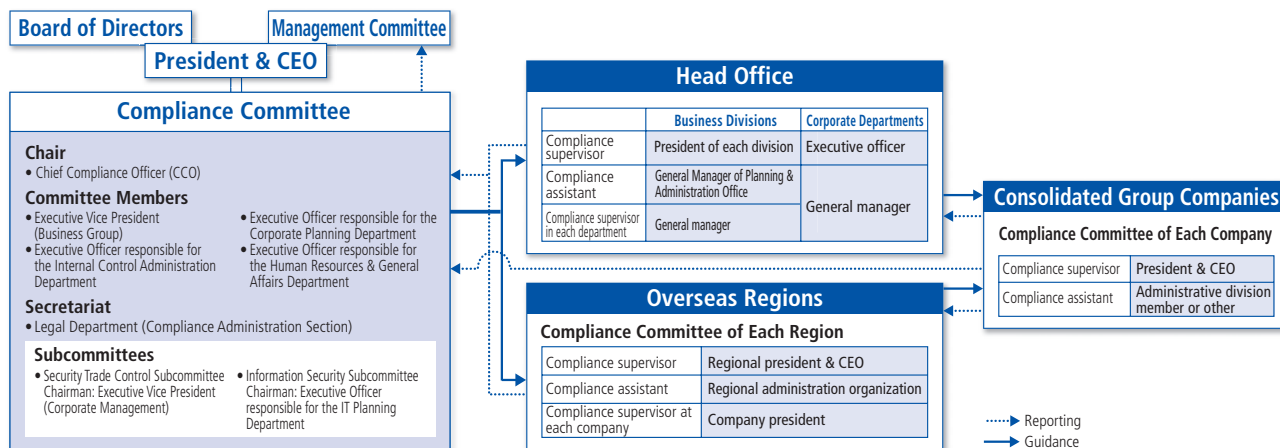 Board of Directors
Management Committee
President & CEO
Compliance Committee
Chair
• Chief Compliance Officer (CCO)
Committee Members
• Executive Vice President
(Business Group)
• Executive Officer responsible for
the Internal Control Administration
Department
• Executive Officer responsible for the
Corporate Planning Department
• Executive Officer responsible for
the Human Resources & General
Affairs Department
Secretariat
• Legal Department (Compliance Administration Section)
Subcommittees
• Security Trade Control Subcommittee
Chairman: Executive Vice President
(Corporate Management)
• Information Security Subcommittee
Chairman: Executive Officer
responsible for the IT Planning
Department
Head Office
Business Divisions
Corporate Departments
Compliance
supervisor
President of each division
Executive officer
Compliance
assistant
General Manager of Planning &
Administration Office
General manager
Compliance supervisor
in each department
General manager
Overseas Regions
Compliance Committee of Each Region
Compliance supervisor
Regional president & CEO
Compliance assistant
Regional administration organization
Compliance supervisor at
each company
Company president
Consolidated Group Companies
Compliance Committee of Each Company
Compliance supervisor
President & CEO
Compliance assistant
Administrative division
member or other
Reporting
Guidance